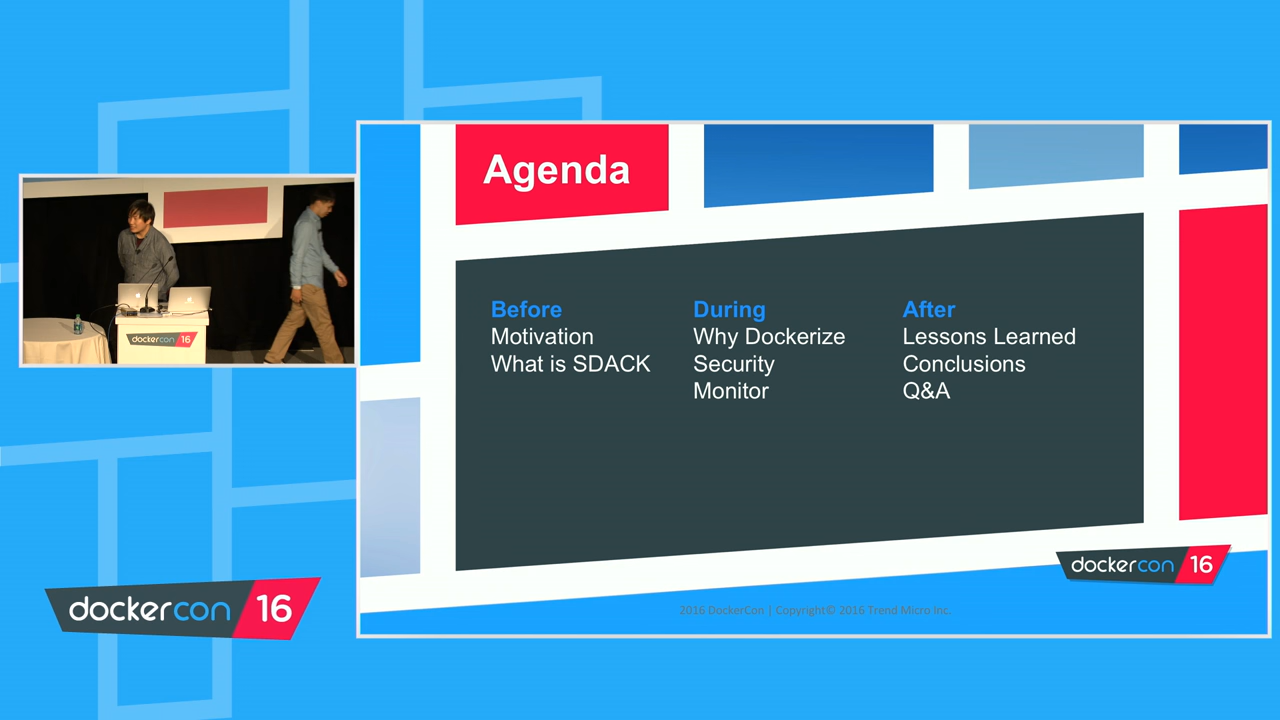 Agenda
Before
Motivation
What is SDACK
During
Why Dockerize
Security
Monitor
After
Lessons Learned
Conclusions
Q&A
dockercon 16
2016 DockerCon | Copyright© 2016 Trend Micro Inc.
dockercon 16
dockercon 16